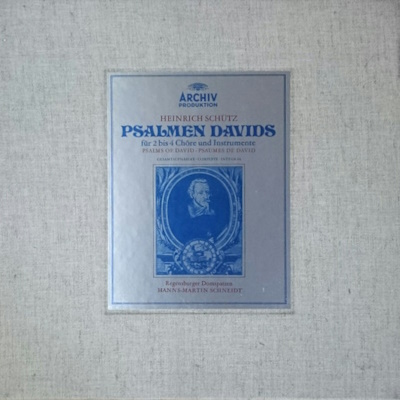 ARCHIV
PRODUKTION
HEINRICH SCHÜTZ
PSALMEN DAVIDS
für 2 bis 4 Chöre und Instrumente
PSALMS OF DAVID · PSAUMES DE DAVID
Regensburger Domspatzen
HANNS-MARTIN SCHNEIDT